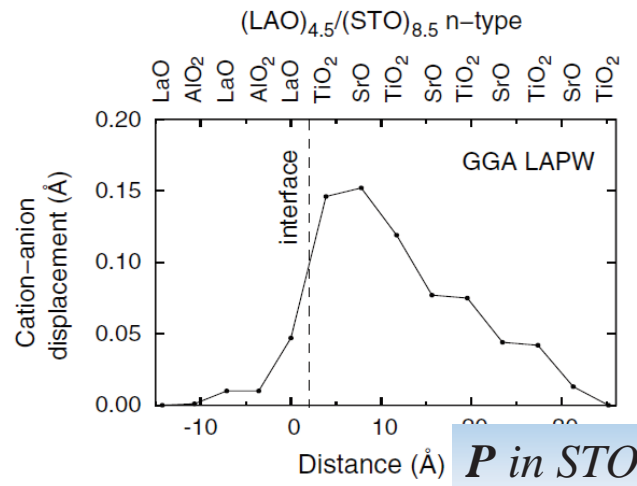 (LAO)4.5/(STO)8.5 n−type
LaO AlO2 LaO AlO2 LaO TiO2 SrO TiO2 SrO TiO2 SrO TiO2 SrO TiO2
0.20
0.15
0.10
0.05
0.00
Cation−anion
displacement (Å)
interface
GGA LAPW
-10 0 10
Distance (Å)
P in STO